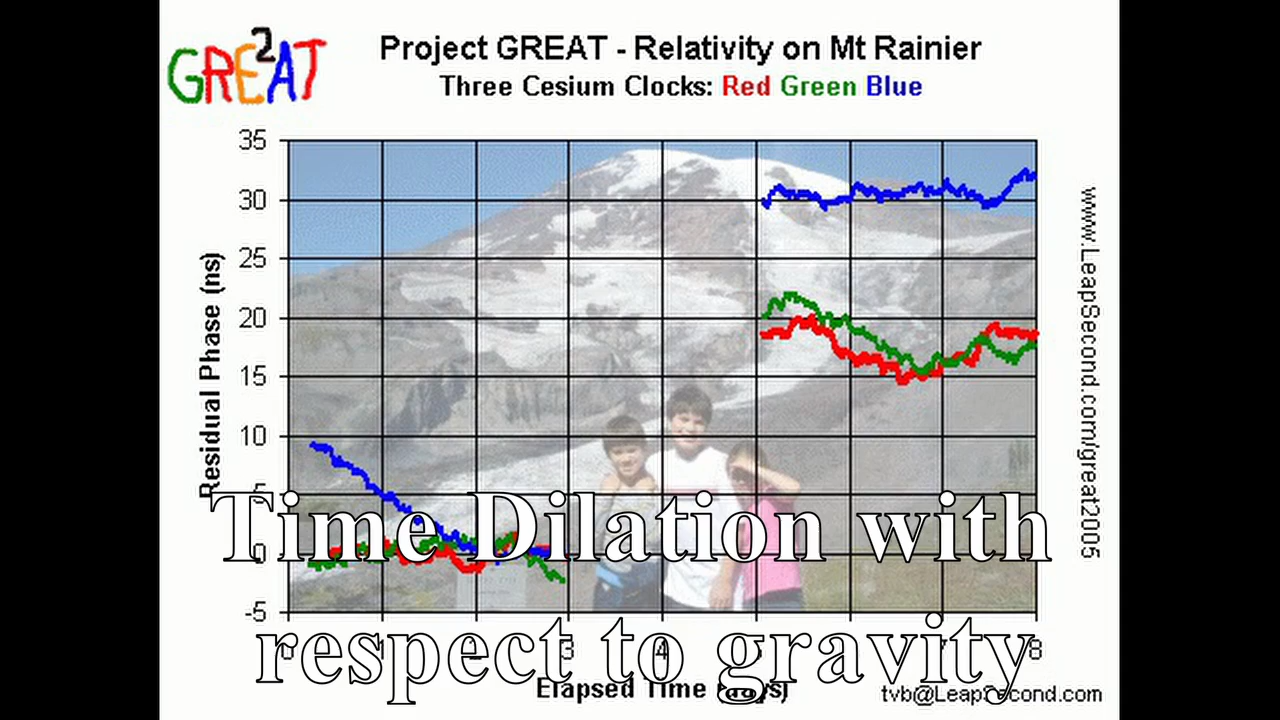 GRE²AT
Project GREAT - Relativity on Mt Rainier
Three Cesium Clocks: Red Green Blue
35
30
25
20
15
10
5
0
-5
Residual Phase (ns)
www.LeapSecond.com/great2005
Time Dilation with
respect to gravity
3
4
8
Elapsed Time (days)
tvb@LeapSecond.com